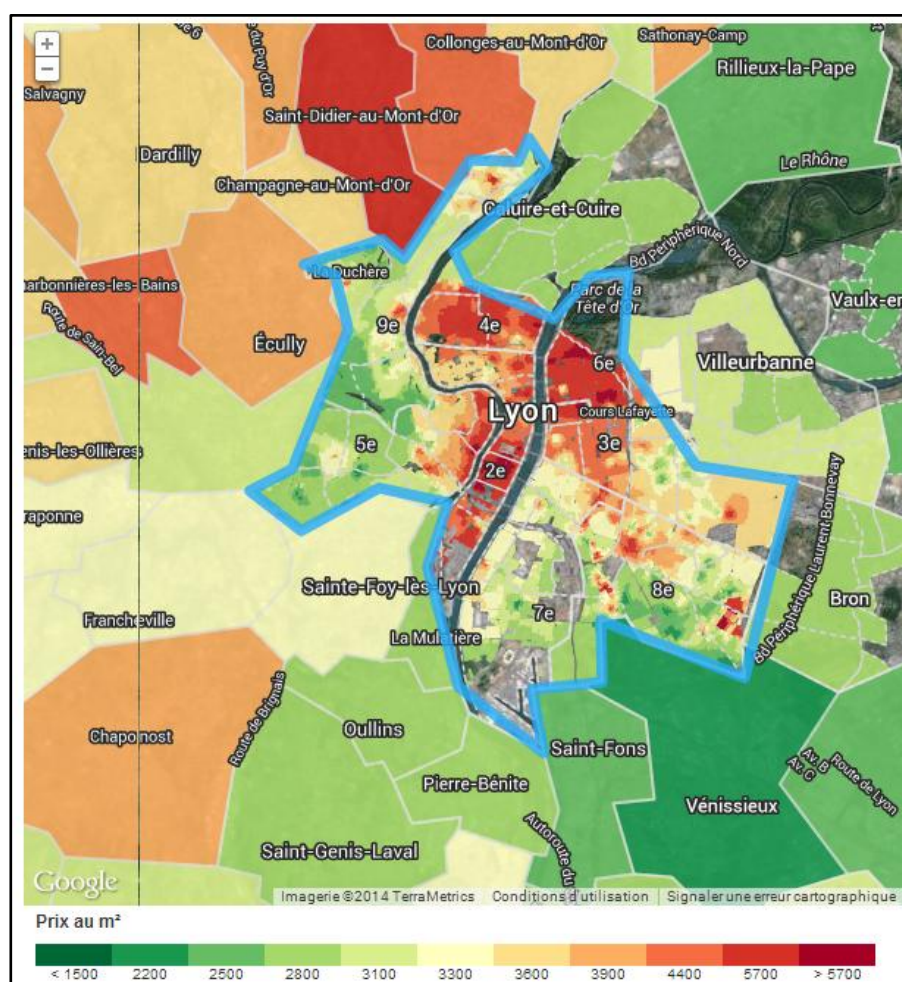 +
−
Collonges-au-Mont-d'Or
Sathonay-Camp
Rillieux-la-Pape
Salvagny
Saint-Didier-au-Mont-d'Or
Dardilly
Champagne-au-Mont-d'Or
Le Rhône
Caluire-et-Cuire
Bd Périphérique Nord
La Duchère
Parc de la
Tête d'Or
Charbonnières-les-Bains
9e
4e
Vaulx-en
Écully
6e
Villeurbanne
Lyon
Cours Lafayette
5e
3e
2e
Bd Périphérique Laurent Bonnevay
Sainte-Foy-lès-Lyon
8e
Bron
7e
Francheville
La Mulatière
Route de Brignais
Chaponost
Oullins
Saint-Fons
Av. B
Av. C
Route de Lyon
Pierre-Bénite
Vénissieux
Autoroute du
Saint-Genis-Laval
Google
Imagerie ©2014 TerraMetrics
Conditions d'utilisation
Signaler une erreur cartographique
Prix au m²
< 1500 2200 2500 2800 3100 3300 3600 3900 4400 5700 > 5700